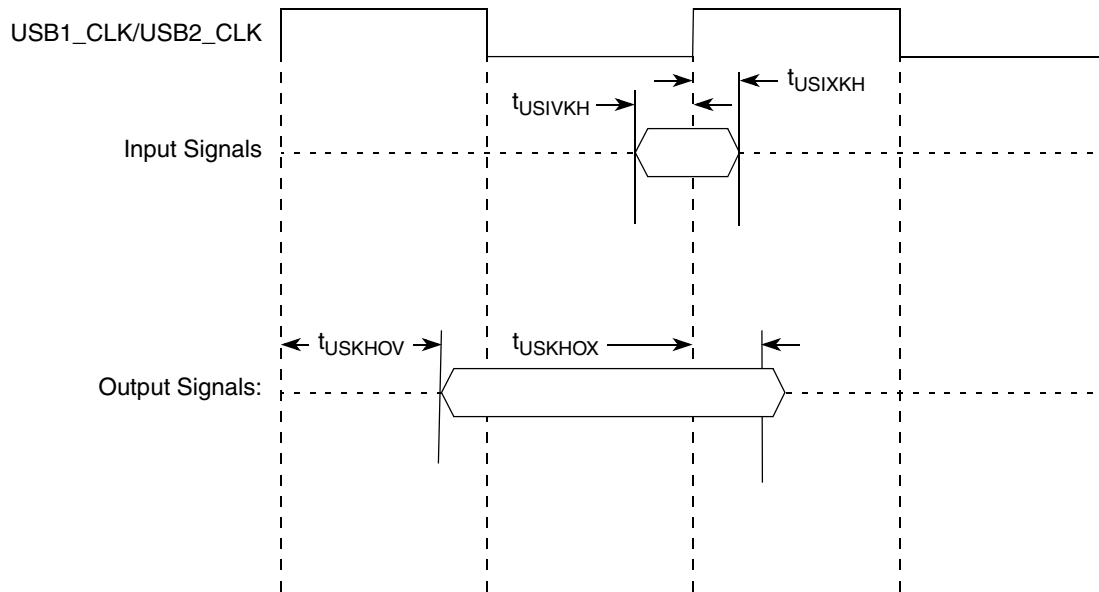 USB1_CLK/USB2_CLK
tUSIXKH
tUSIVKH
Input Signals
tUSKHOV
tUSKHOX
Output Signals: